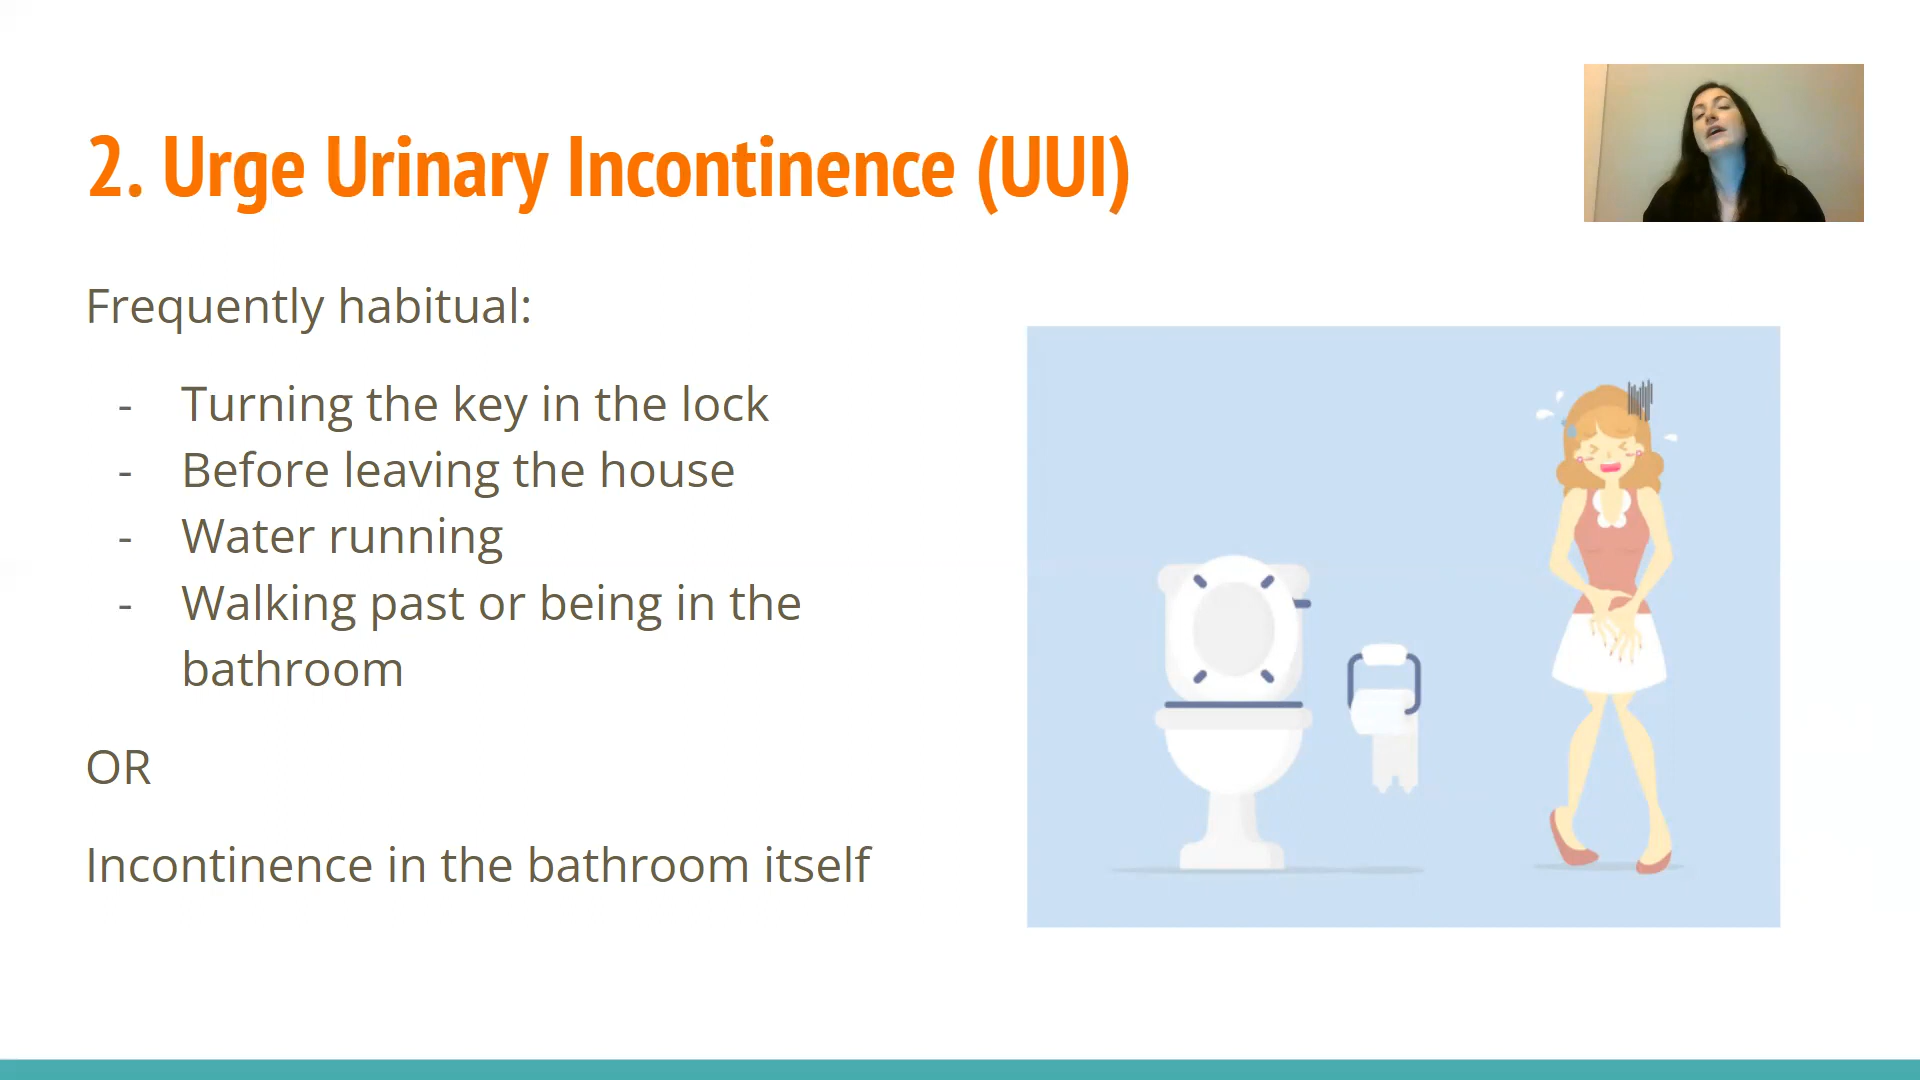 2. Urge Urinary Incontinence (UUI)
Frequently habitual:
- Turning the key in the lock
- Before leaving the house
- Water running
- Walking past or being in the
bathroom
OR
Incontinence in the bathroom itself